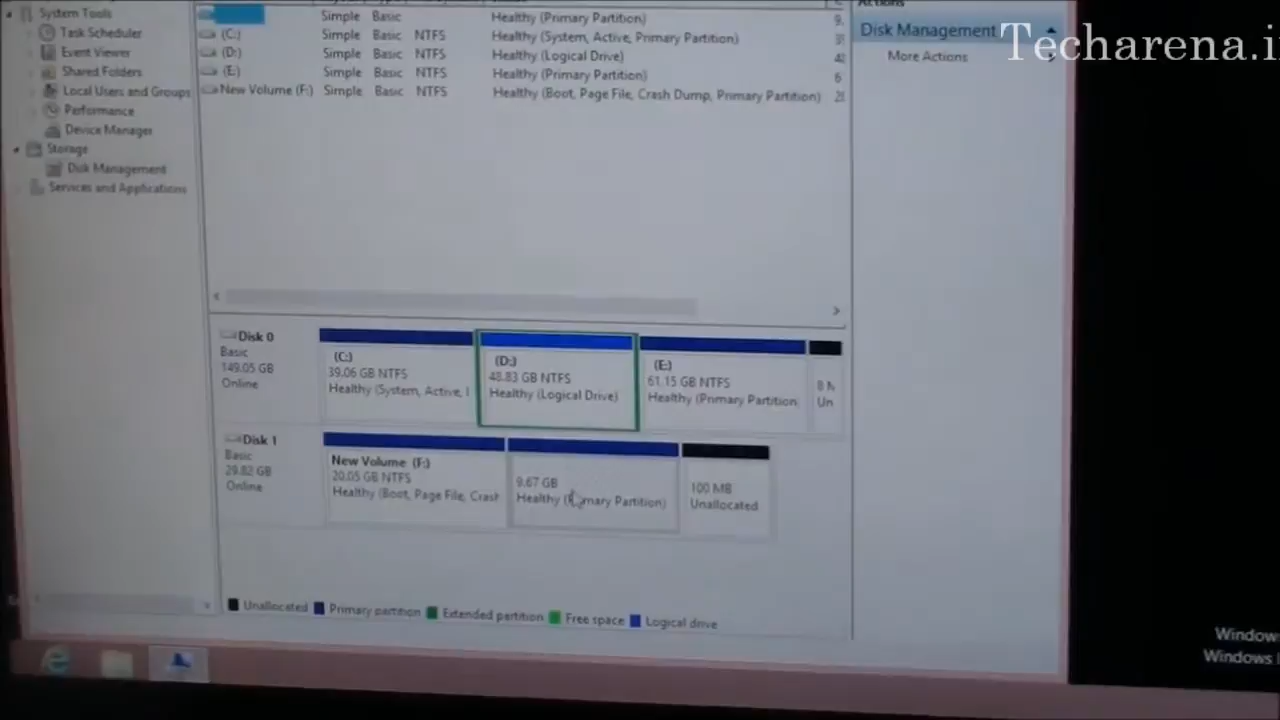 System Tools
Task Scheduler
Event Viewer
Shared Folders
Local Users and Groups
Performance
Device Manager
Storage
Disk Management
Services and Applications
Simple Basic Healthy (Primary Partition) 9.
(C:) Simple Basic NTFS Healthy (System, Active, Primary Partition)
(D:) Simple Basic NTFS Healthy (Logical Drive)
(E:) Simple Basic NTFS Healthy (Primary Partition) 6
New Volume (F:) Simple Basic NTFS Healthy (Boot, Page File, Crash Dump, Primary Partition)
Actions
Disk Management
More Actions
Techarena.i
Disk 0
Basic
149.05 GB
Online
(C:)
39.06 GB NTFS
Healthy (System, Active, I
(D:)
48.83 GB NTFS
Healthy (Logical Drive)
(E:)
61.15 GB NTFS
Healthy (Primary Partition
8 M
Un
Disk 1
Basic
29.82 GB
Online
New Volume (F:)
20.05 GB NTFS
Healthy (Boot, Page File, Crash
9.67 GB
Healthy (Primary Partition)
100 MB
Unallocated
Unallocated Primary partition Extended partition Free space Logical drive
Window
Windows